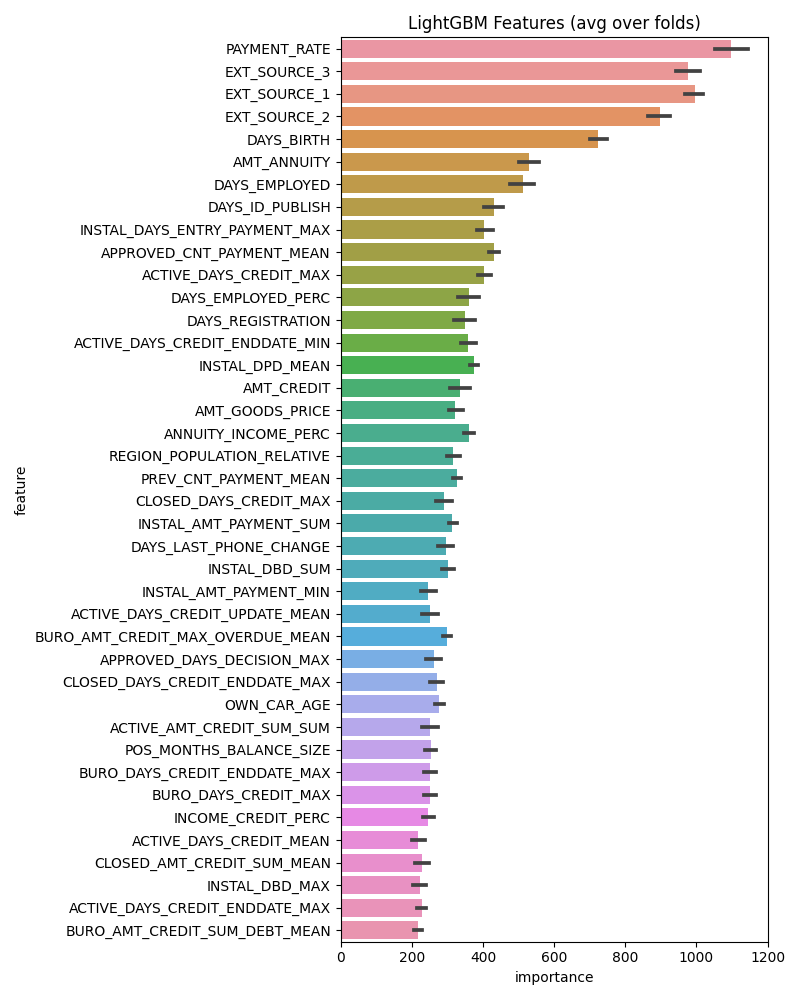 LightGBM Features (avg over folds)
PAYMENT_RATE
EXT_SOURCE_3
EXT_SOURCE_1
EXT_SOURCE_2
DAYS_BIRTH
AMT_ANNUITY
DAYS_EMPLOYED
DAYS_ID_PUBLISH
INSTAL_DAYS_ENTRY_PAYMENT_MAX
APPROVED_CNT_PAYMENT_MEAN
ACTIVE_DAYS_CREDIT_MAX
DAYS_EMPLOYED_PERC
DAYS_REGISTRATION
ACTIVE_DAYS_CREDIT_ENDDATE_MIN
INSTAL_DPD_MEAN
AMT_CREDIT
AMT_GOODS_PRICE
ANNUITY_INCOME_PERC
REGION_POPULATION_RELATIVE
PREV_CNT_PAYMENT_MEAN
CLOSED_DAYS_CREDIT_MAX
INSTAL_AMT_PAYMENT_SUM
DAYS_LAST_PHONE_CHANGE
INSTAL_DBD_SUM
INSTAL_AMT_PAYMENT_MIN
ACTIVE_DAYS_CREDIT_UPDATE_MEAN
BURO_AMT_CREDIT_MAX_OVERDUE_MEAN
APPROVED_DAYS_DECISION_MAX
CLOSED_DAYS_CREDIT_ENDDATE_MAX
OWN_CAR_AGE
ACTIVE_AMT_CREDIT_SUM_SUM
POS_MONTHS_BALANCE_SIZE
BURO_DAYS_CREDIT_ENDDATE_MAX
BURO_DAYS_CREDIT_MAX
INCOME_CREDIT_PERC
ACTIVE_DAYS_CREDIT_MEAN
CLOSED_AMT_CREDIT_SUM_MEAN
INSTAL_DBD_MAX
ACTIVE_DAYS_CREDIT_ENDDATE_MAX
BURO_AMT_CREDIT_SUM_DEBT_MEAN
feature
0 200 400 600 800 1000 1200
importance